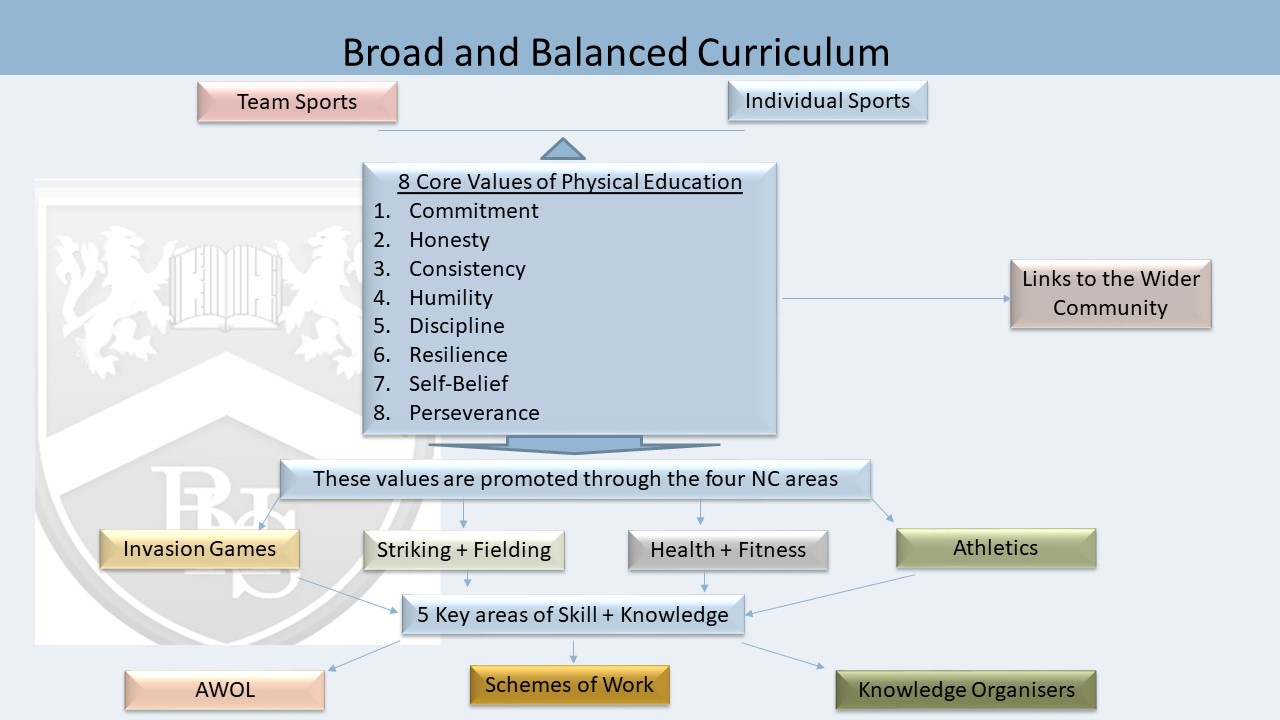 Broad and Balanced Curriculum
Team Sports
Individual Sports
8 Core Values of Physical Education
1. Commitment
2. Honesty
3. Consistency
4. Humility
5. Discipline
6. Resilience
7. Self-Belief
8. Perseverance
Links to the Wider
Community
These values are promoted through the four NC areas
Invasion Games
Striking + Fielding
Health + Fitness
Athletics
5 Key areas of Skill + Knowledge
AWOL
Schemes of Work
Knowledge Organisers